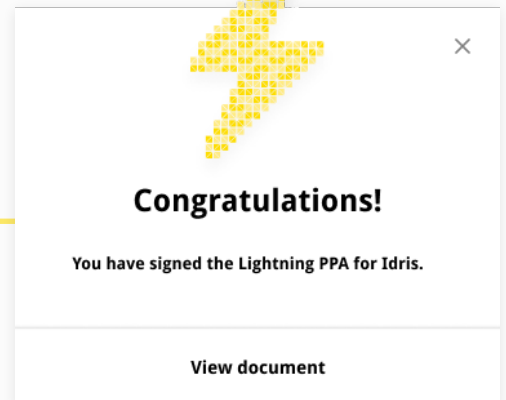 Congratulations!
You have signed the Lightning PPA for Idris.
View document